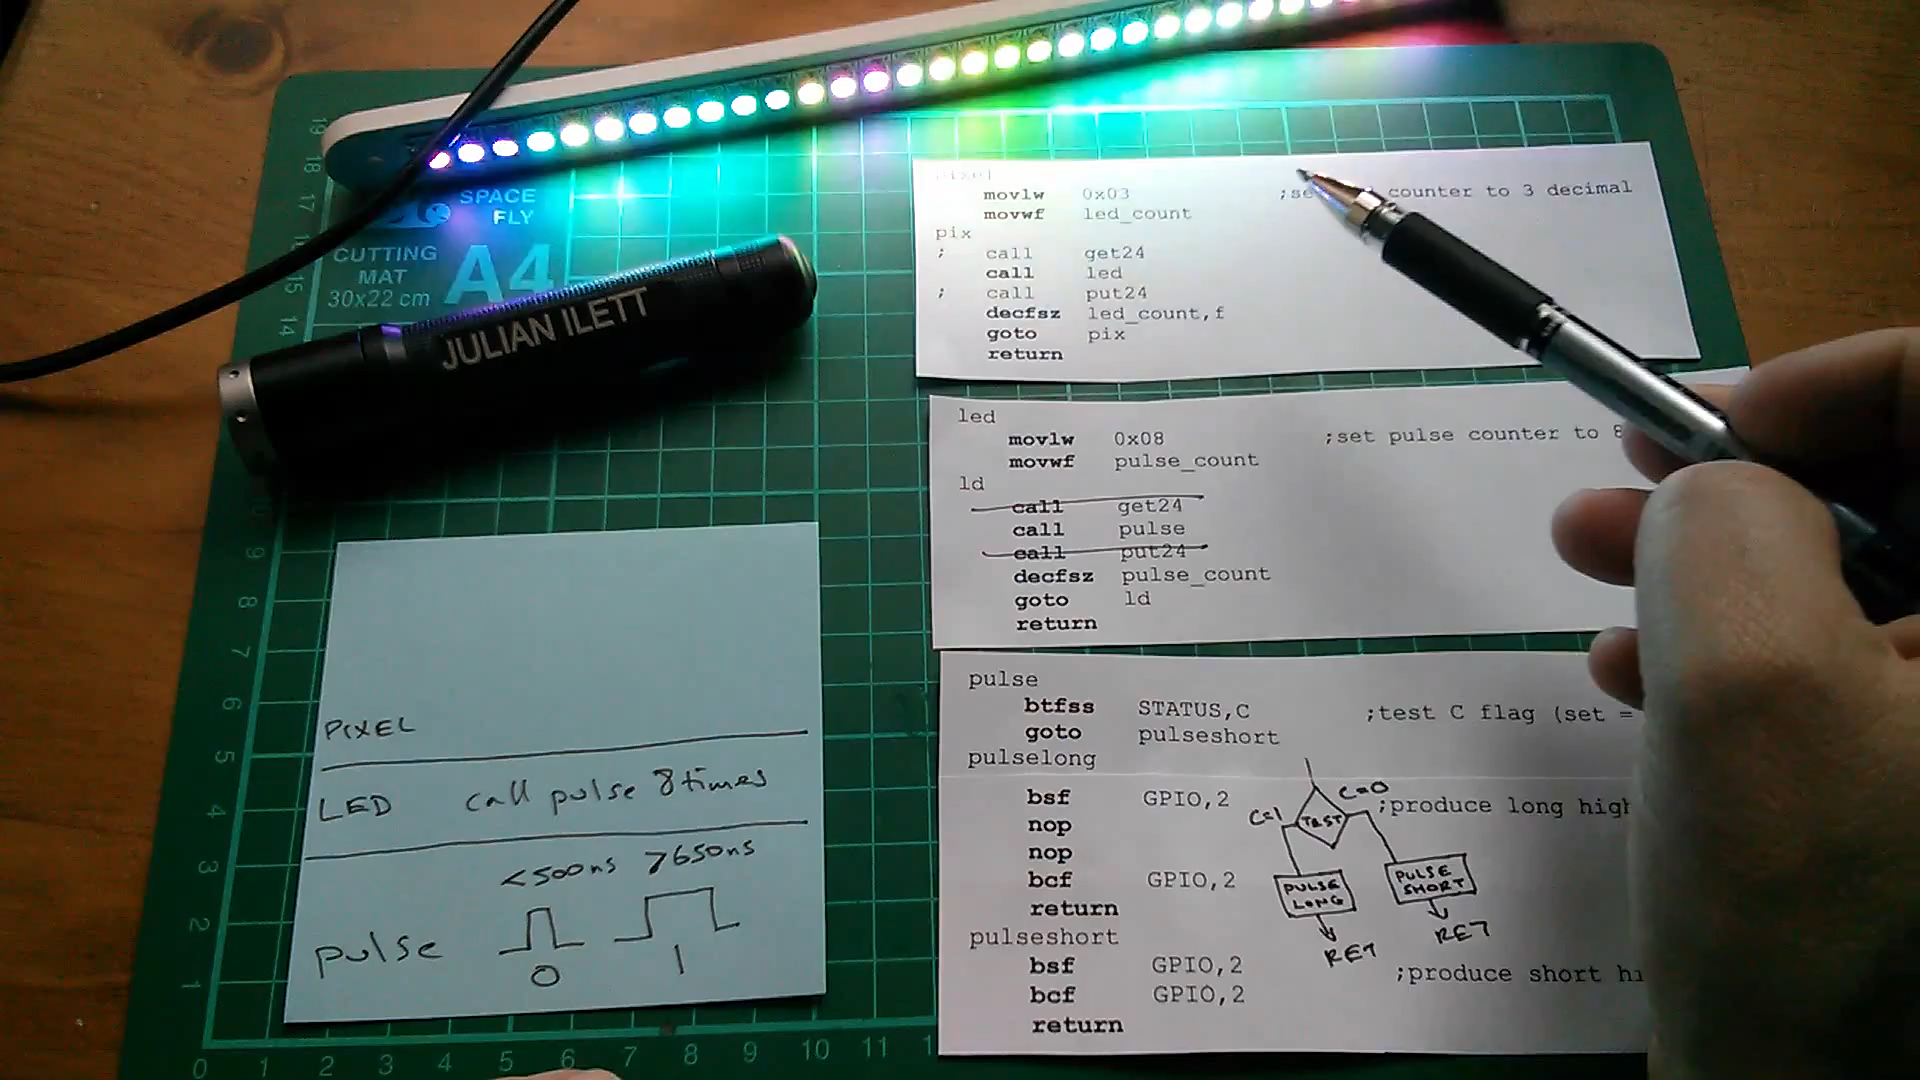 SPACE
FLY
CUTTING
MAT
A4
30x22 cm
JULIAN ILETT
19
18
17
15
14
9
8
7
6
5
4
3
2
1
0 1 2 3 4 5 6 7 8 9 10 11
pixel
movlw 0x03 ;se counter to 3 decimal
movwf led_count
pix
; call get24
call led
; call put24
decfsz led_count,f
goto pix
return
led
movlw 0x08 ;set pulse counter to 8
movwf pulse_count
ld
call get24
call pulse
call put24
decfsz pulse_count
goto ld
return
pulse
btfss STATUS,C ;test C flag (set =
goto pulseshort
pulselong
bsf GPIO,2 ;produce long high
nop
nop
bcf GPIO,2
return
pulseshort
bsf GPIO,2 ;produce short hi
bcf GPIO,2
return
C=1 TEST C=0
PULSE LONG
PULSE SHORT
RET
RET
PIXEL
LED call pulse 8 times
<500ns >650ns
pulse
0 1